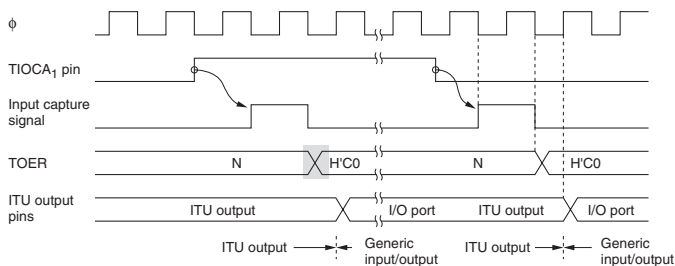 φ
TIOCA1 pin
Input capture
signal
TOER N H'C0 N H'C0
ITU output
pins
ITU output I/O port ITU output I/O port
ITU output Generic
input/output
ITU output Generic
input/output